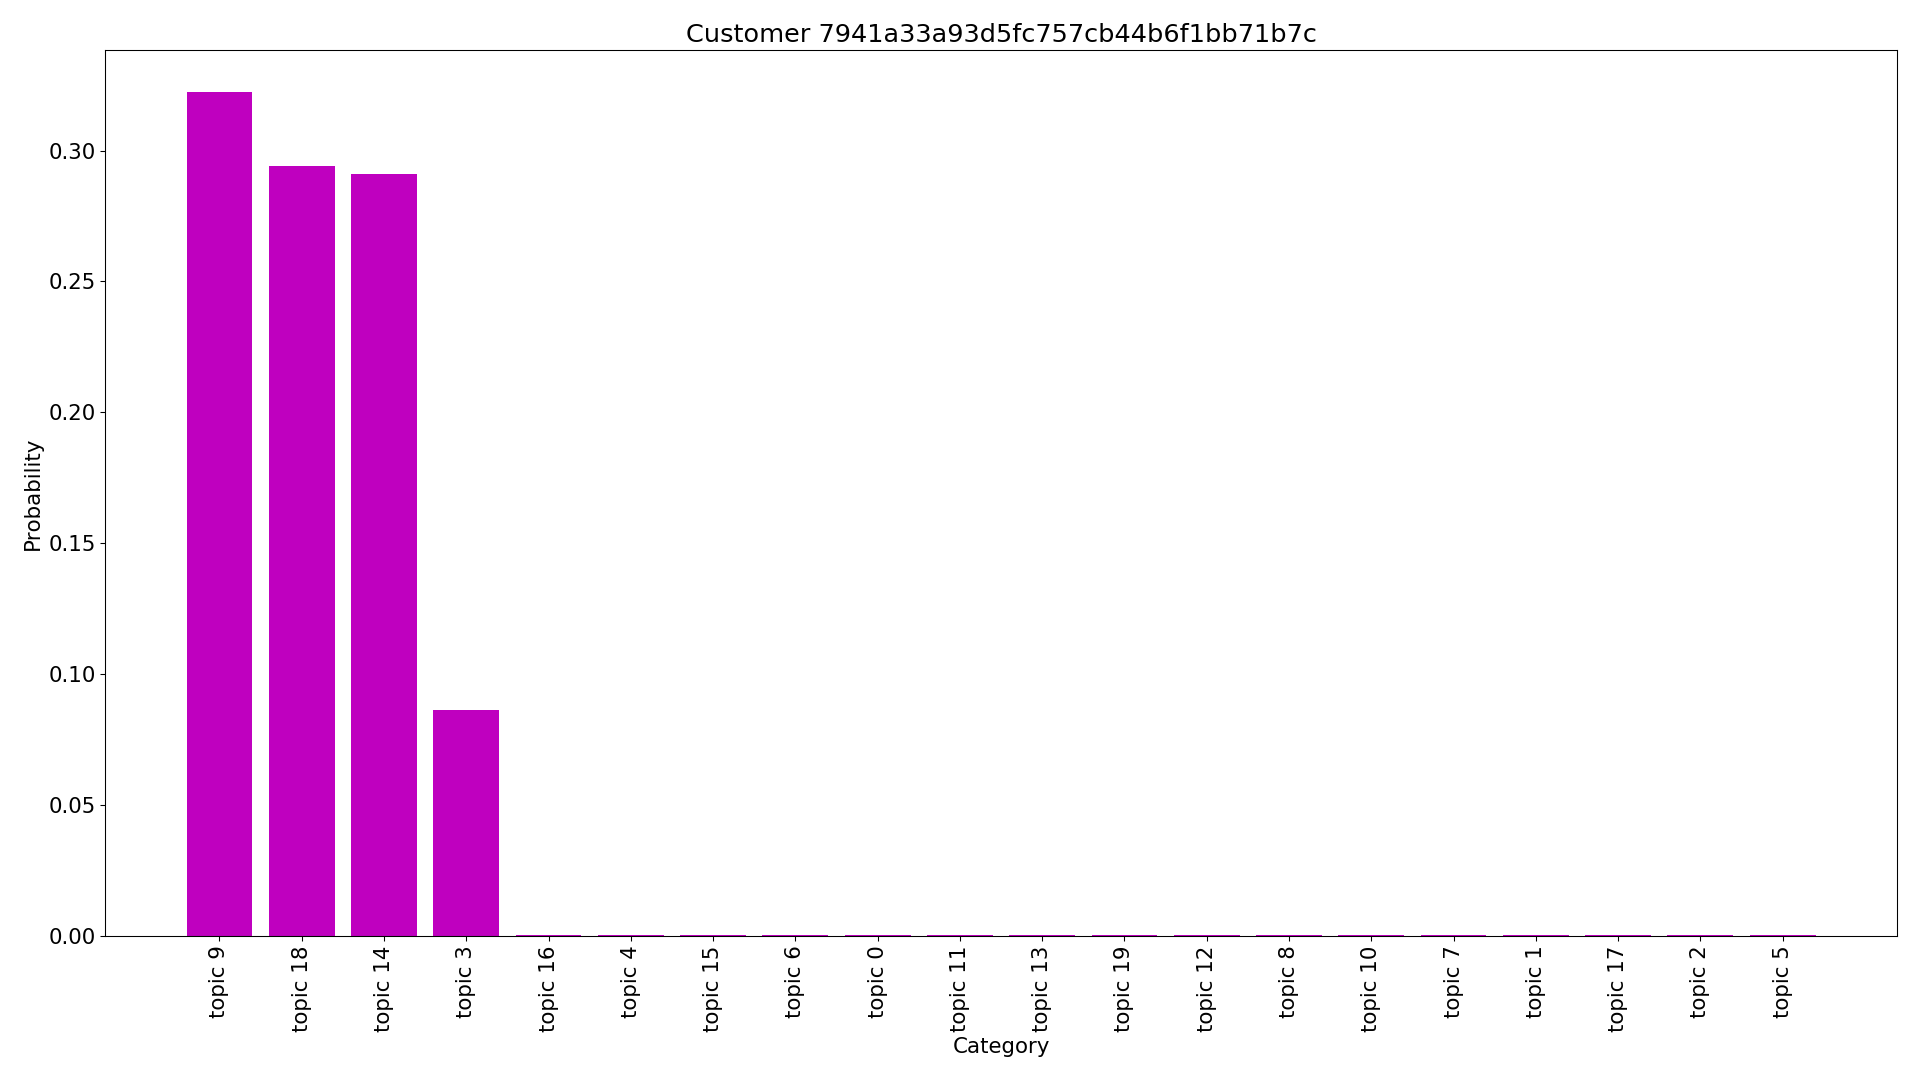 Customer 7941a33a93d5fc757cb44b6f1bb71b7c
Probability
0.30
0.25
0.20
0.15
0.10
0.05
0.00
topic 9
topic 18
topic 14
topic 3
topic 16
topic 4
topic 15
topic 6
topic 0
topic 11
topic 13
topic 19
topic 12
topic 8
topic 10
topic 7
topic 1
topic 17
topic 2
topic 5
Category